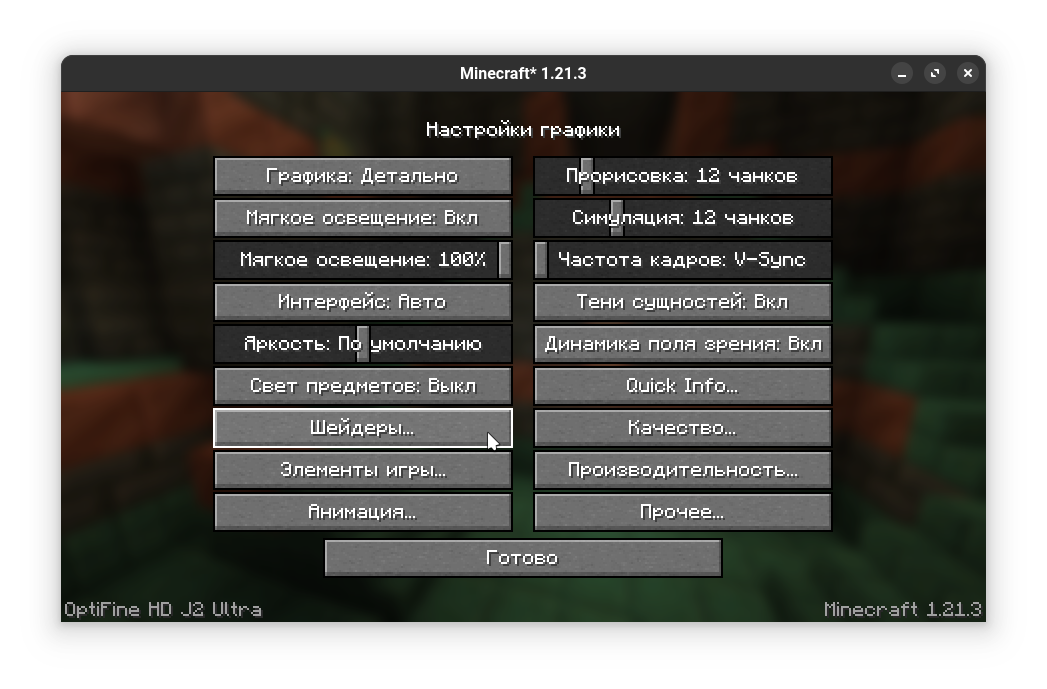 Minecraft* 1.21.3
Настройки графики
Графика: Детально
Прорисовка: 12 чанков
Мягкое освещение: Вкл
Симуляция: 12 чанков
Мягкое освещение: 100%
Частота кадров: V-Sync
Интерфейс: Авто
Тени сущностей: Вкл
Яркость: По умолчанию
Динамика поля зрения: Вкл
Свет предметов: Выкл
Quick Info...
Шейдеры...
Качество...
Элементы игры...
Производительность...
Анимация...
Прочее...
Готово
OptiFine HD J2 Ultra
Minecraft 1.21.3